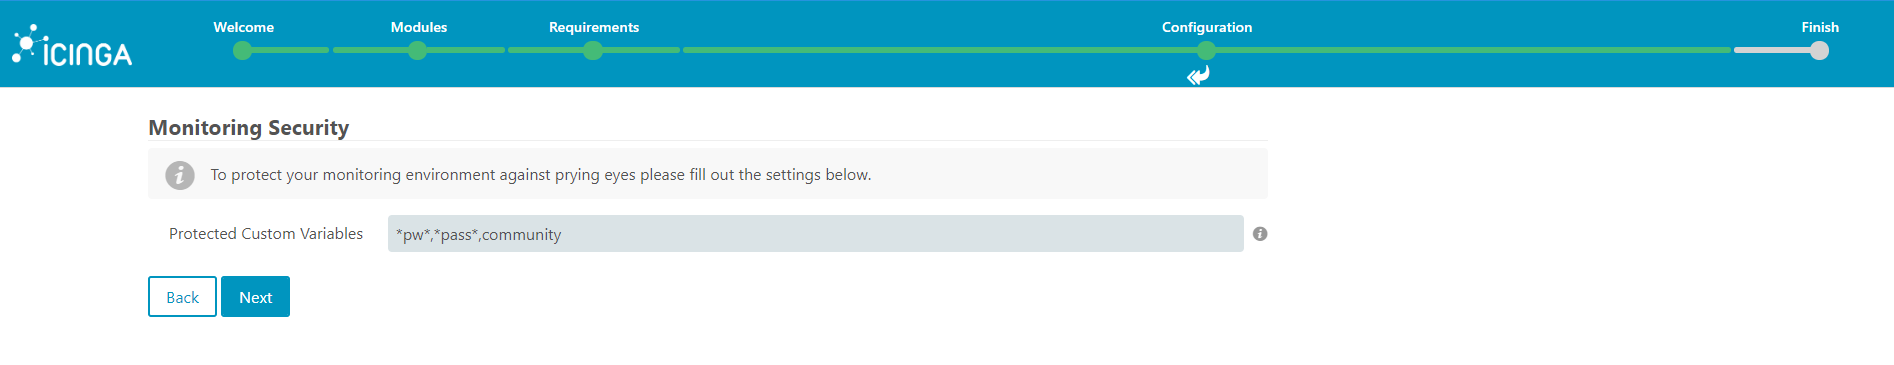 Welcome Modules Requirements Configuration Finish
ICINGA
Monitoring Security
To protect your monitoring environment against prying eyes please fill out the settings below.
Protected Custom Variables *pw*,*pass*,community
Back Next